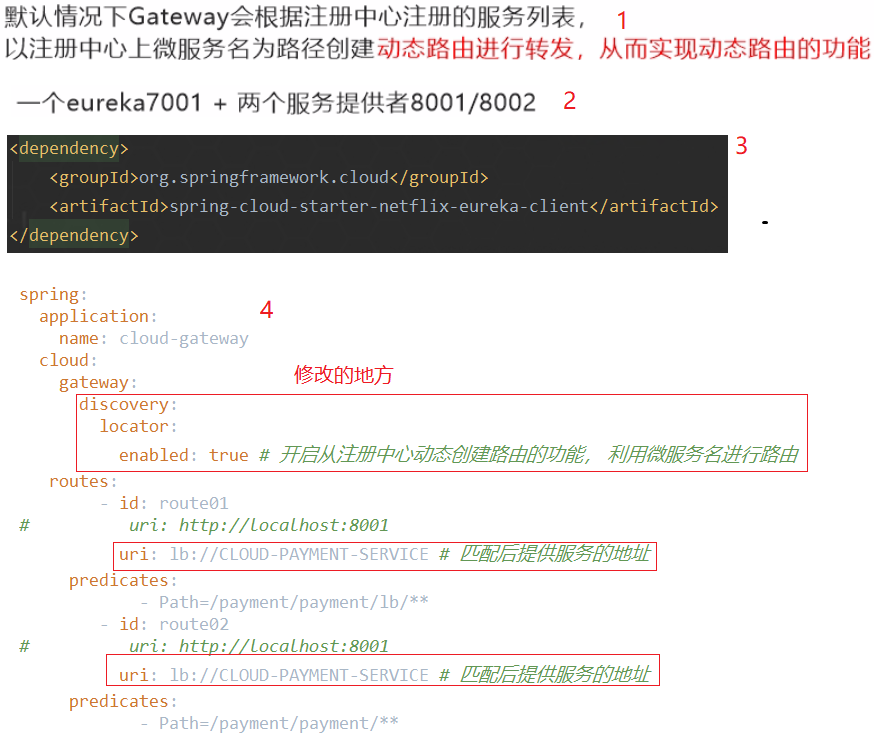 默认情况下Gateway会根据注册中心注册的服务列表， 1
以注册中心上微服务名为路径创建动态路由进行转发，从而实现动态路由的功能
一个eureka7001 + 两个服务提供者8001/8002 2
<dependency> 3
<groupId>org.springframework.cloud</groupId>
<artifactId>spring-cloud-starter-netflix-eureka-client</artifactId>
</dependency>
spring:
application: 4
name: cloud-gateway
cloud:
gateway: 修改的地方
discovery:
locator:
enabled: true # 开启从注册中心动态创建路由的功能， 利用微服务名进行路由
routes:
- id: route01
# uri: http://localhost:8001
uri: lb://CLOUD-PAYMENT-SERVICE # 匹配后提供服务的地址
predicates:
- Path=/payment/payment/lb/**
- id: route02
# uri: http://localhost:8001
uri: lb://CLOUD-PAYMENT-SERVICE # 匹配后提供服务的地址
predicates:
- Path=/payment/payment/**